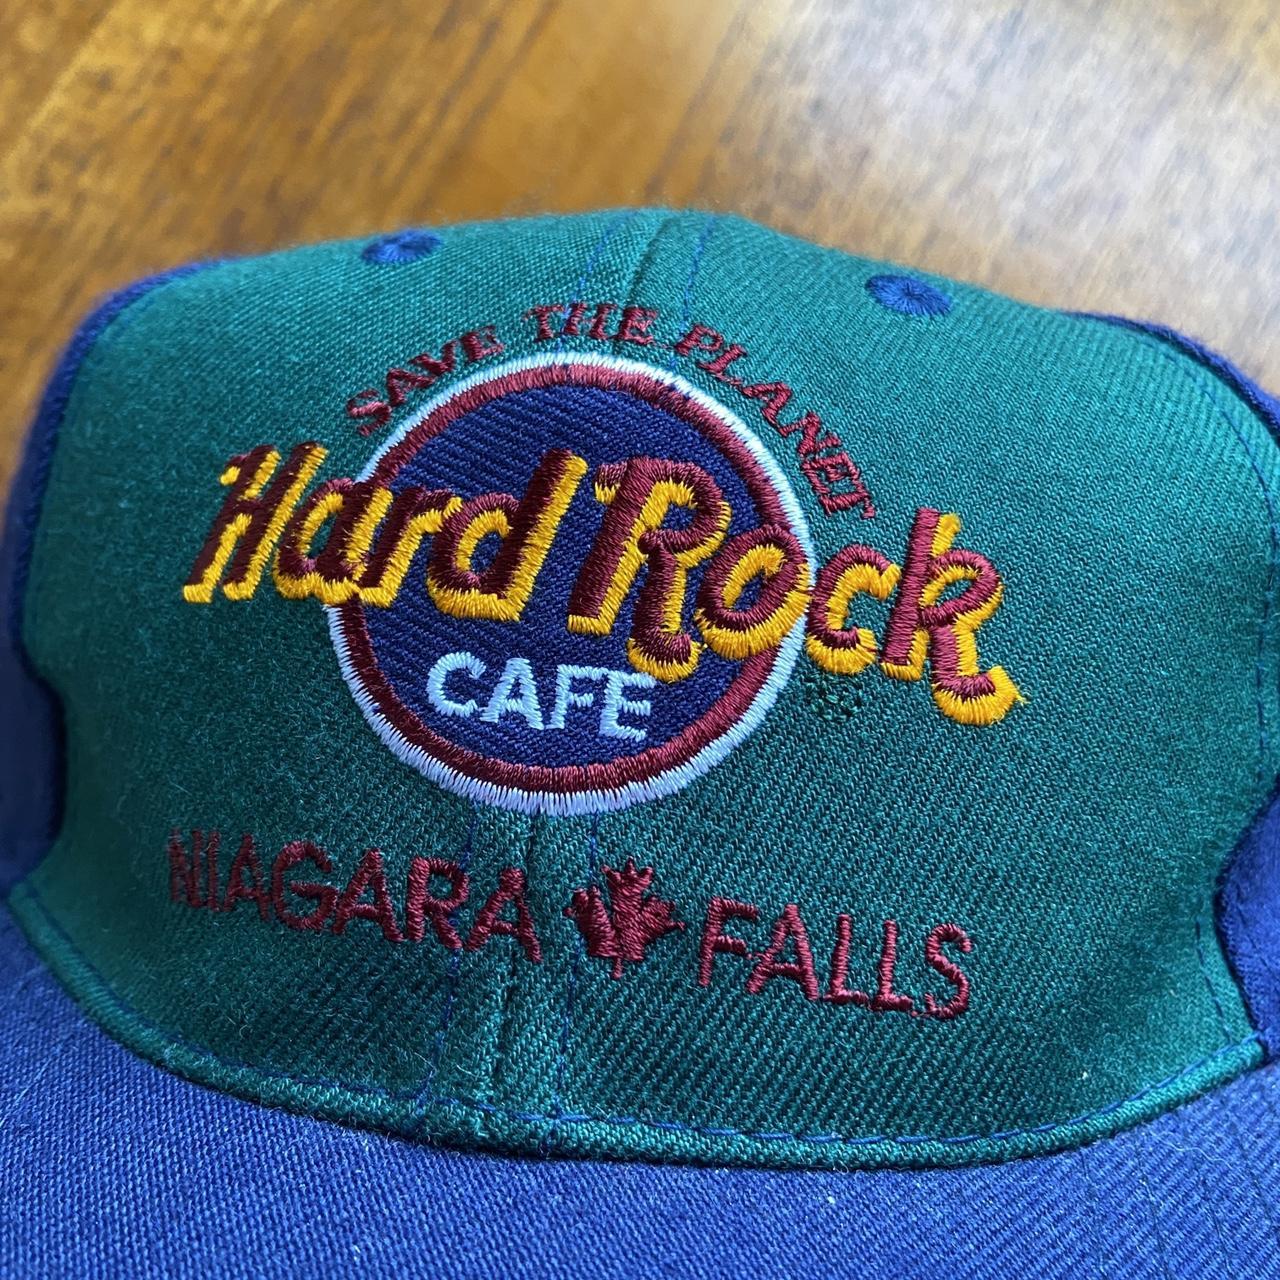 SAVE THE PLANET
Hard Rock
CAFE
NIAGARA FALLS